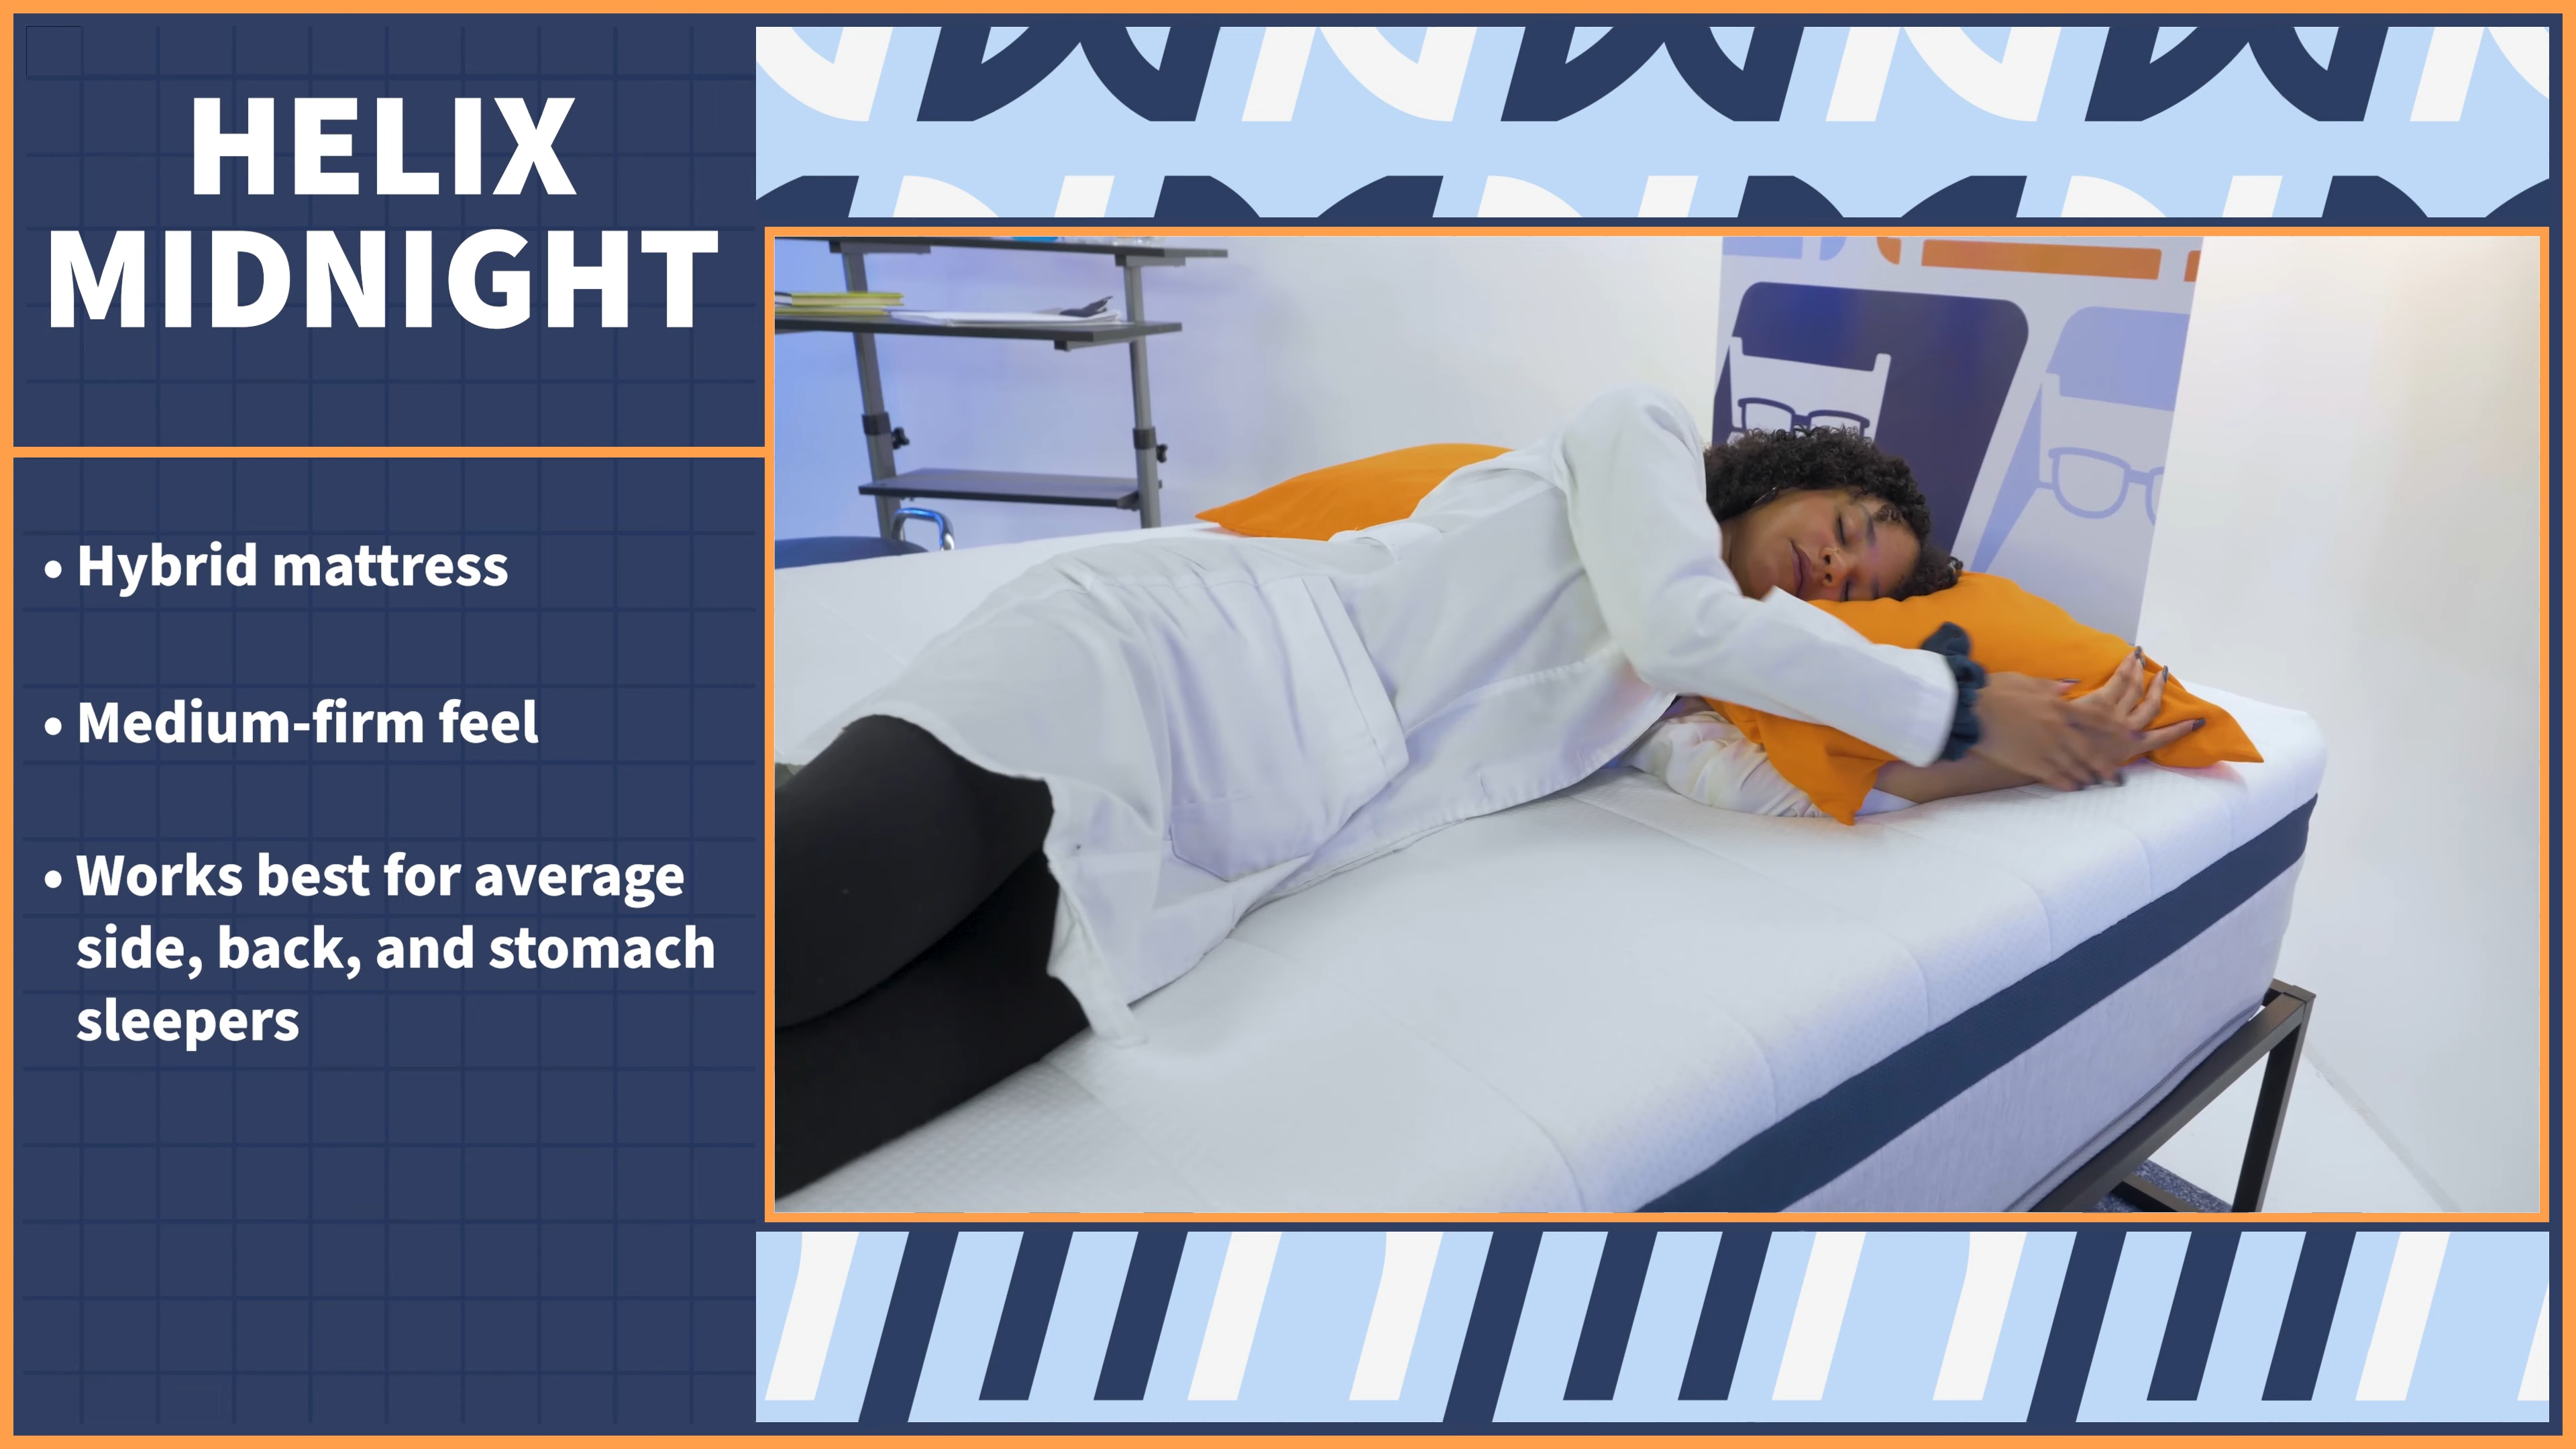 HELIX
MIDNIGHT
• Hybrid mattress
• Medium-firm feel
• Works best for average
side, back, and stomach
sleepers